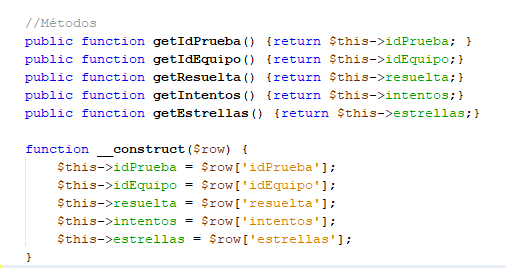 //Métodos
public function getIdPrueba() {return $this->idPrueba; }
public function getIdEquipo() {return $this->idEquipo;}
public function getResuelta() {return $this->resuelta;}
public function getIntentos() {return $this->intentos;}
public function getEstrellas() {return $this->estrellas;}

function __construct($row) {
    $this->idPrueba = $row['idPrueba'];
    $this->idEquipo = $row['idEquipo'];
    $this->resuelta = $row['resuelta'];
    $this->intentos = $row['intentos'];
    $this->estrellas = $row['estrellas'];
}